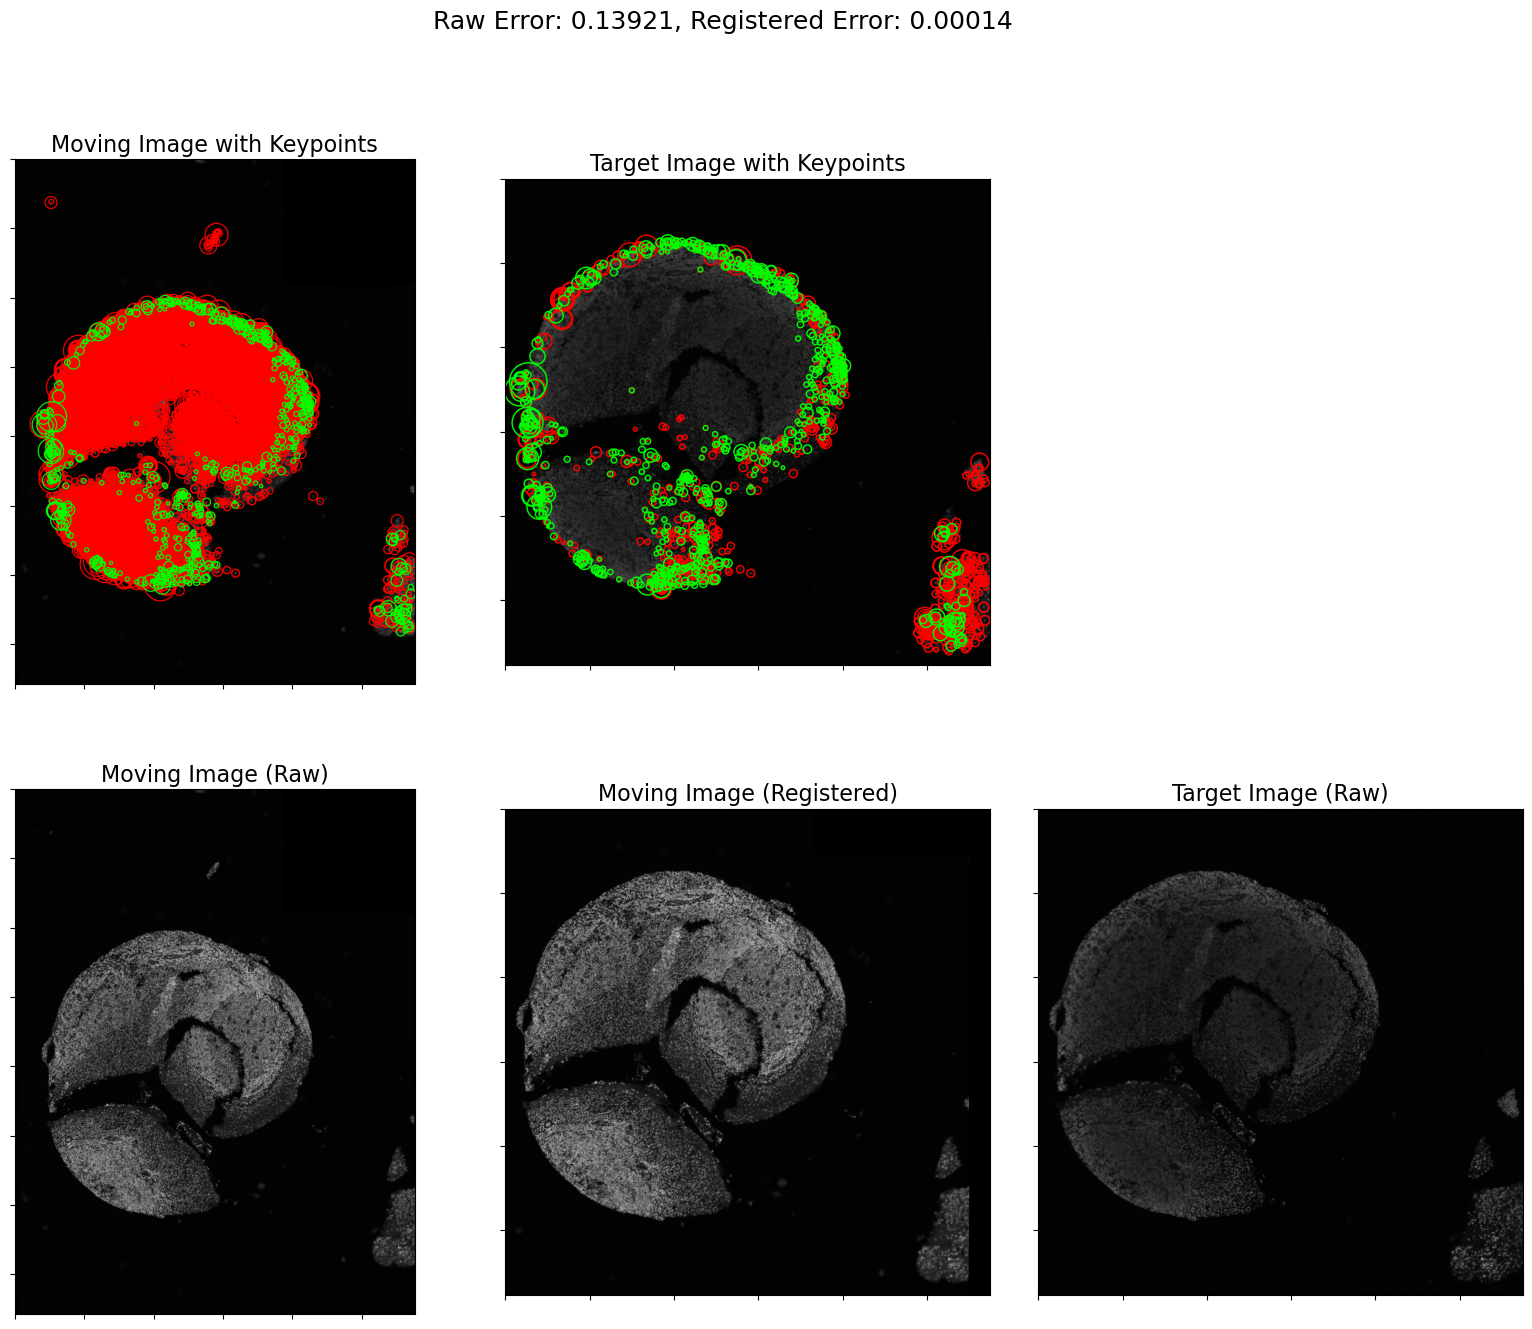 Raw Error: 0.13921, Registered Error: 0.00014
Moving Image with Keypoints
Target Image with Keypoints
Moving Image (Raw)
Moving Image (Registered)
Target Image (Raw)